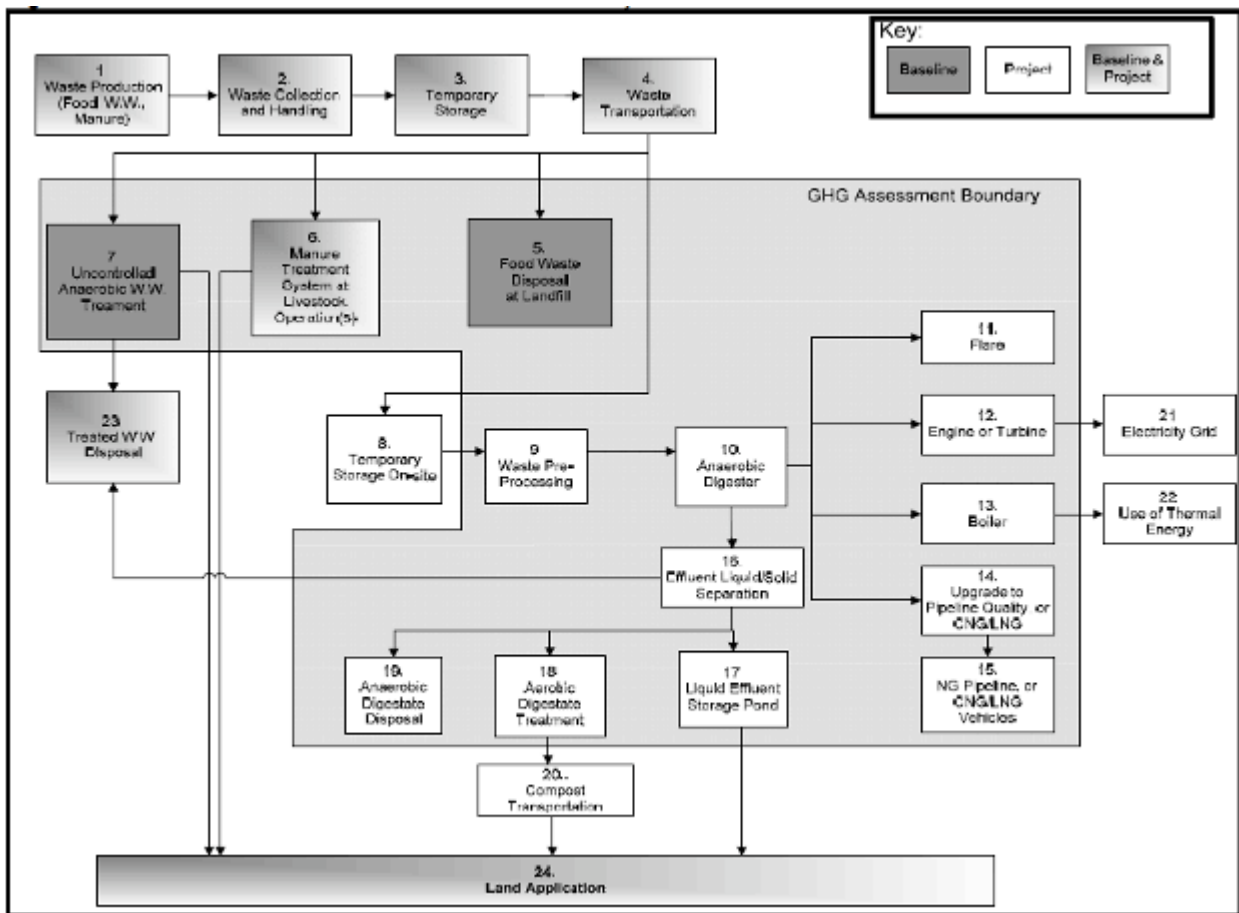 Key:
Baseline
Project
Baseline &
Project
1
Waste Production
(Food W.W.,
Manure)
2.
Waste Collection
and Handling
3.
Temporary
Storage
4.
Waste
Transportation
GHG Assessment Boundary
7
Uncontrolled
Anaerobic W.W.
Treament
6.
Manure
Treatment
System at
Livestock
Operation(s)
5.
Food Waste
Disposal
at Landfill
11.
Flare
23
Treated W W
Disposal
8.
Temporary
Storage On-site
9
Waste Pre-
Processing
10.
Anaerobic
Digester
12.
Engine or Turbine
21
Electricity Grid
13.
Boiler
22
Use of Thermal
Energy
16
Effluent Liquid/Solid
Separation
14.
Upgrade to
Pipeline Quality or
CNG/LNG
19.
Anaerobic
Digestate
Disposal
18
Aerobic
Digestate
Treatment
17
Liquid Effluent
Storage Pond
15.
NG Pipeline, or
CNG/LNG
Vehicles
20.
Compost
Transportation
24.
Land Application